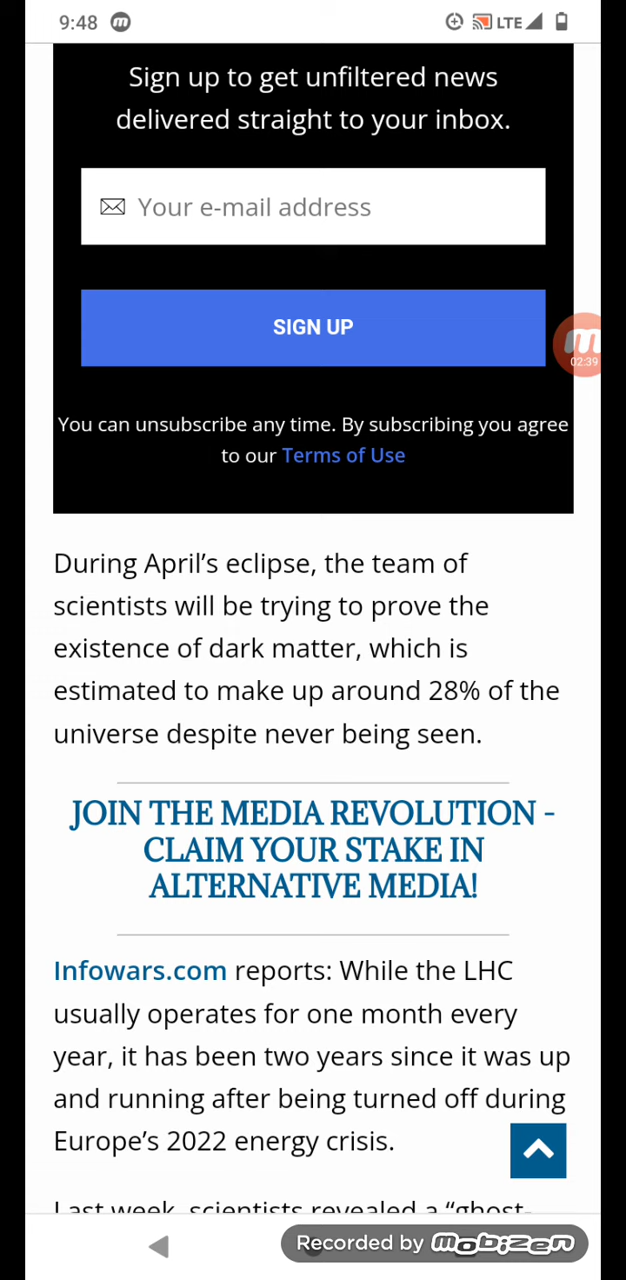 9:48
LTE
Sign up to get unfiltered news
delivered straight to your inbox.
Your e-mail address
SIGN UP
02:39
You can unsubscribe any time. By subscribing you agree
to our Terms of Use
During April’s eclipse, the team of
scientists will be trying to prove the
existence of dark matter, which is
estimated to make up around 28% of the
universe despite never being seen.
JOIN THE MEDIA REVOLUTION -
CLAIM YOUR STAKE IN
ALTERNATIVE MEDIA!
Infowars.com reports: While the LHC
usually operates for one month every
year, it has been two years since it was up
and running after being turned off during
Europe’s 2022 energy crisis.
Last week, scientists revealed a “ghost-
Recorded by mobizen